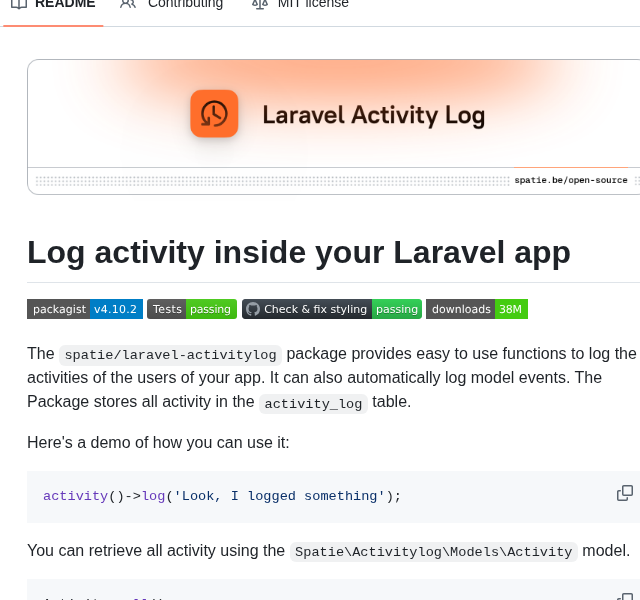 README Contributing MIT license
Laravel Activity Log
spatie.be/open-source
Log activity inside your Laravel app
packagist v4.10.2 Tests passing Check & fix styling passing downloads 38M
The spatie/laravel-activitylog package provides easy to use functions to log the
activities of the users of your app. It can also automatically log model events. The
Package stores all activity in the activity_log table.
Here's a demo of how you can use it:
activity()->log('Look, I logged something');
You can retrieve all activity using the Spatie\Activitylog\Models\Activity model.